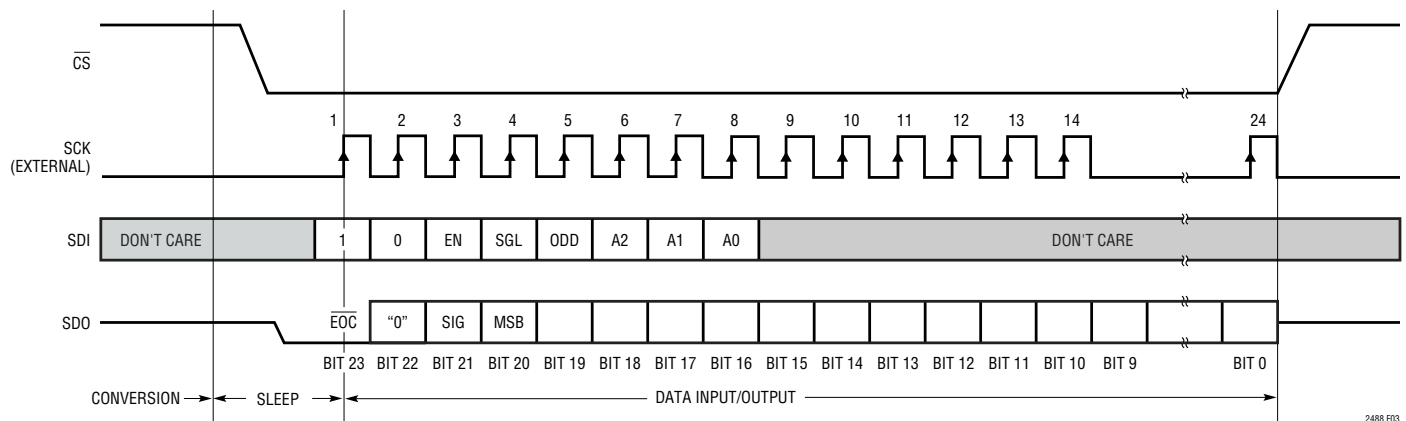 CS
1 2 3 4 5 6 7 8 9 10 11 12 13 14 24
SCK
(EXTERNAL)
SDI DON'T CARE 1 0 EN SGL ODD A2 A1 A0 DON'T CARE
SDO EOC “0” SIG MSB
BIT 23 BIT 22 BIT 21 BIT 20 BIT 19 BIT 18 BIT 17 BIT 16 BIT 15 BIT 14 BIT 13 BIT 12 BIT 11 BIT 10 BIT 9 BIT 0
CONVERSION SLEEP DATA INPUT/OUTPUT
2488 F03